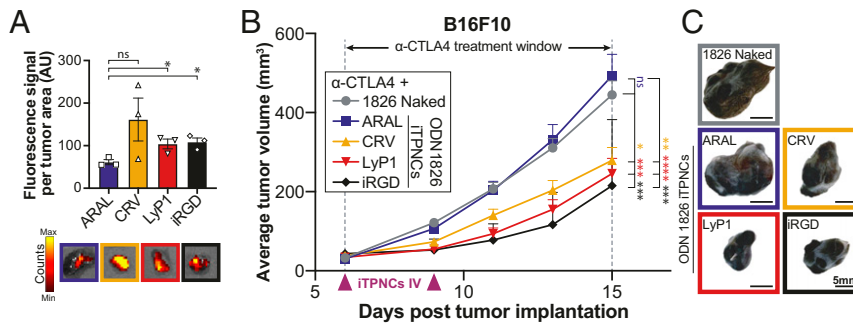 A
Fluorescence signal
per tumor area (AU)
300
200
100
0
ns
*
*
ARAL
CRV
LyP1
iRGD
Max
Counts
Min
B
B16F10
α-CTLA4 treatment window
Average tumor volume (mm³)
600
400
200
0
α-CTLA4 +
1826 Naked
ARAL
CRV
LyP1
iRGD
ODN 1826
iTPNCs
ns
*
***
***
**
****
***
iTPNCs IV
5
10
15
Days post tumor implantation
C
1826 Naked
ODN 1826 iTPNCs
ARAL
CRV
LyP1
iRGD
5mm